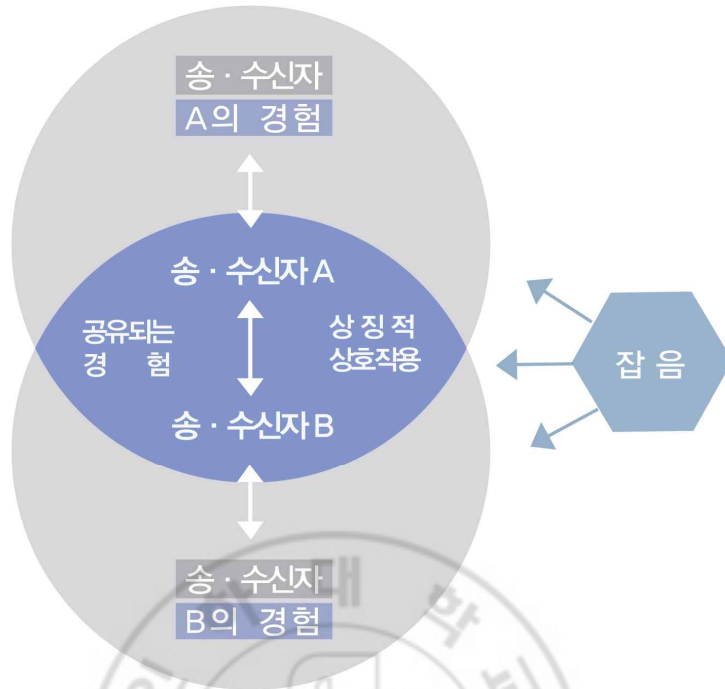 송 · 수신자
A의 경험
송 · 수신자 A
공유되는
경 험
상 징 적
상호작용
잡 음
송 · 수신자 B
송 · 수신자
B의 경험
대
학